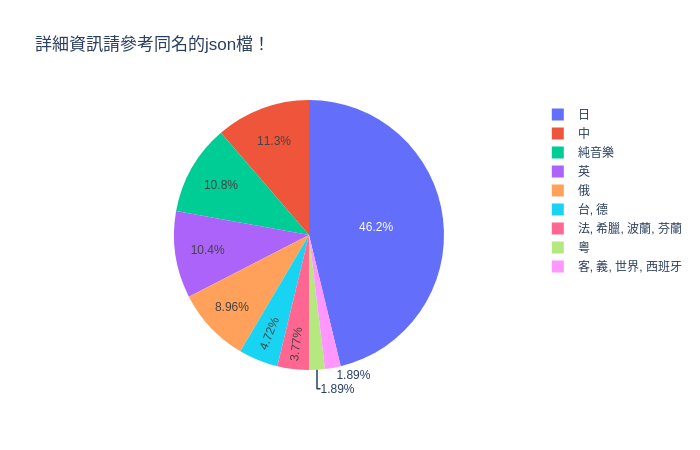 詳細資訊請參考同名的json檔！
46.2%
11.3%
10.8%
10.4%
8.96%
4.72%
3.77%
1.89%
1.89%
日
中
純音樂
英
俄
台, 德
法, 希臘, 波蘭, 芬蘭
粵
客, 義, 世界, 西班牙